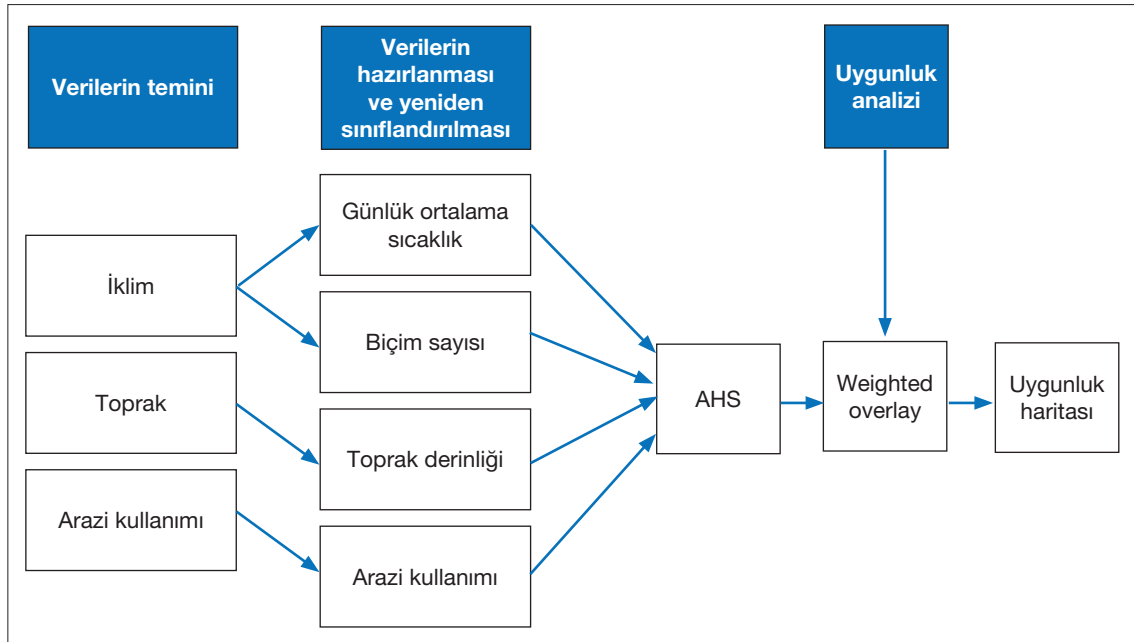 Verilerin temini
Verilerin
hazırlanması
ve yeniden
sınıflandırılması
Uygunluk
analizi
İklim
Toprak
Arazi kullanımı
Günlük ortalama
sıcaklık
Biçim sayısı
Toprak derinliği
Arazi kullanımı
AHS
Weighted
overlay
Uygunluk
haritası